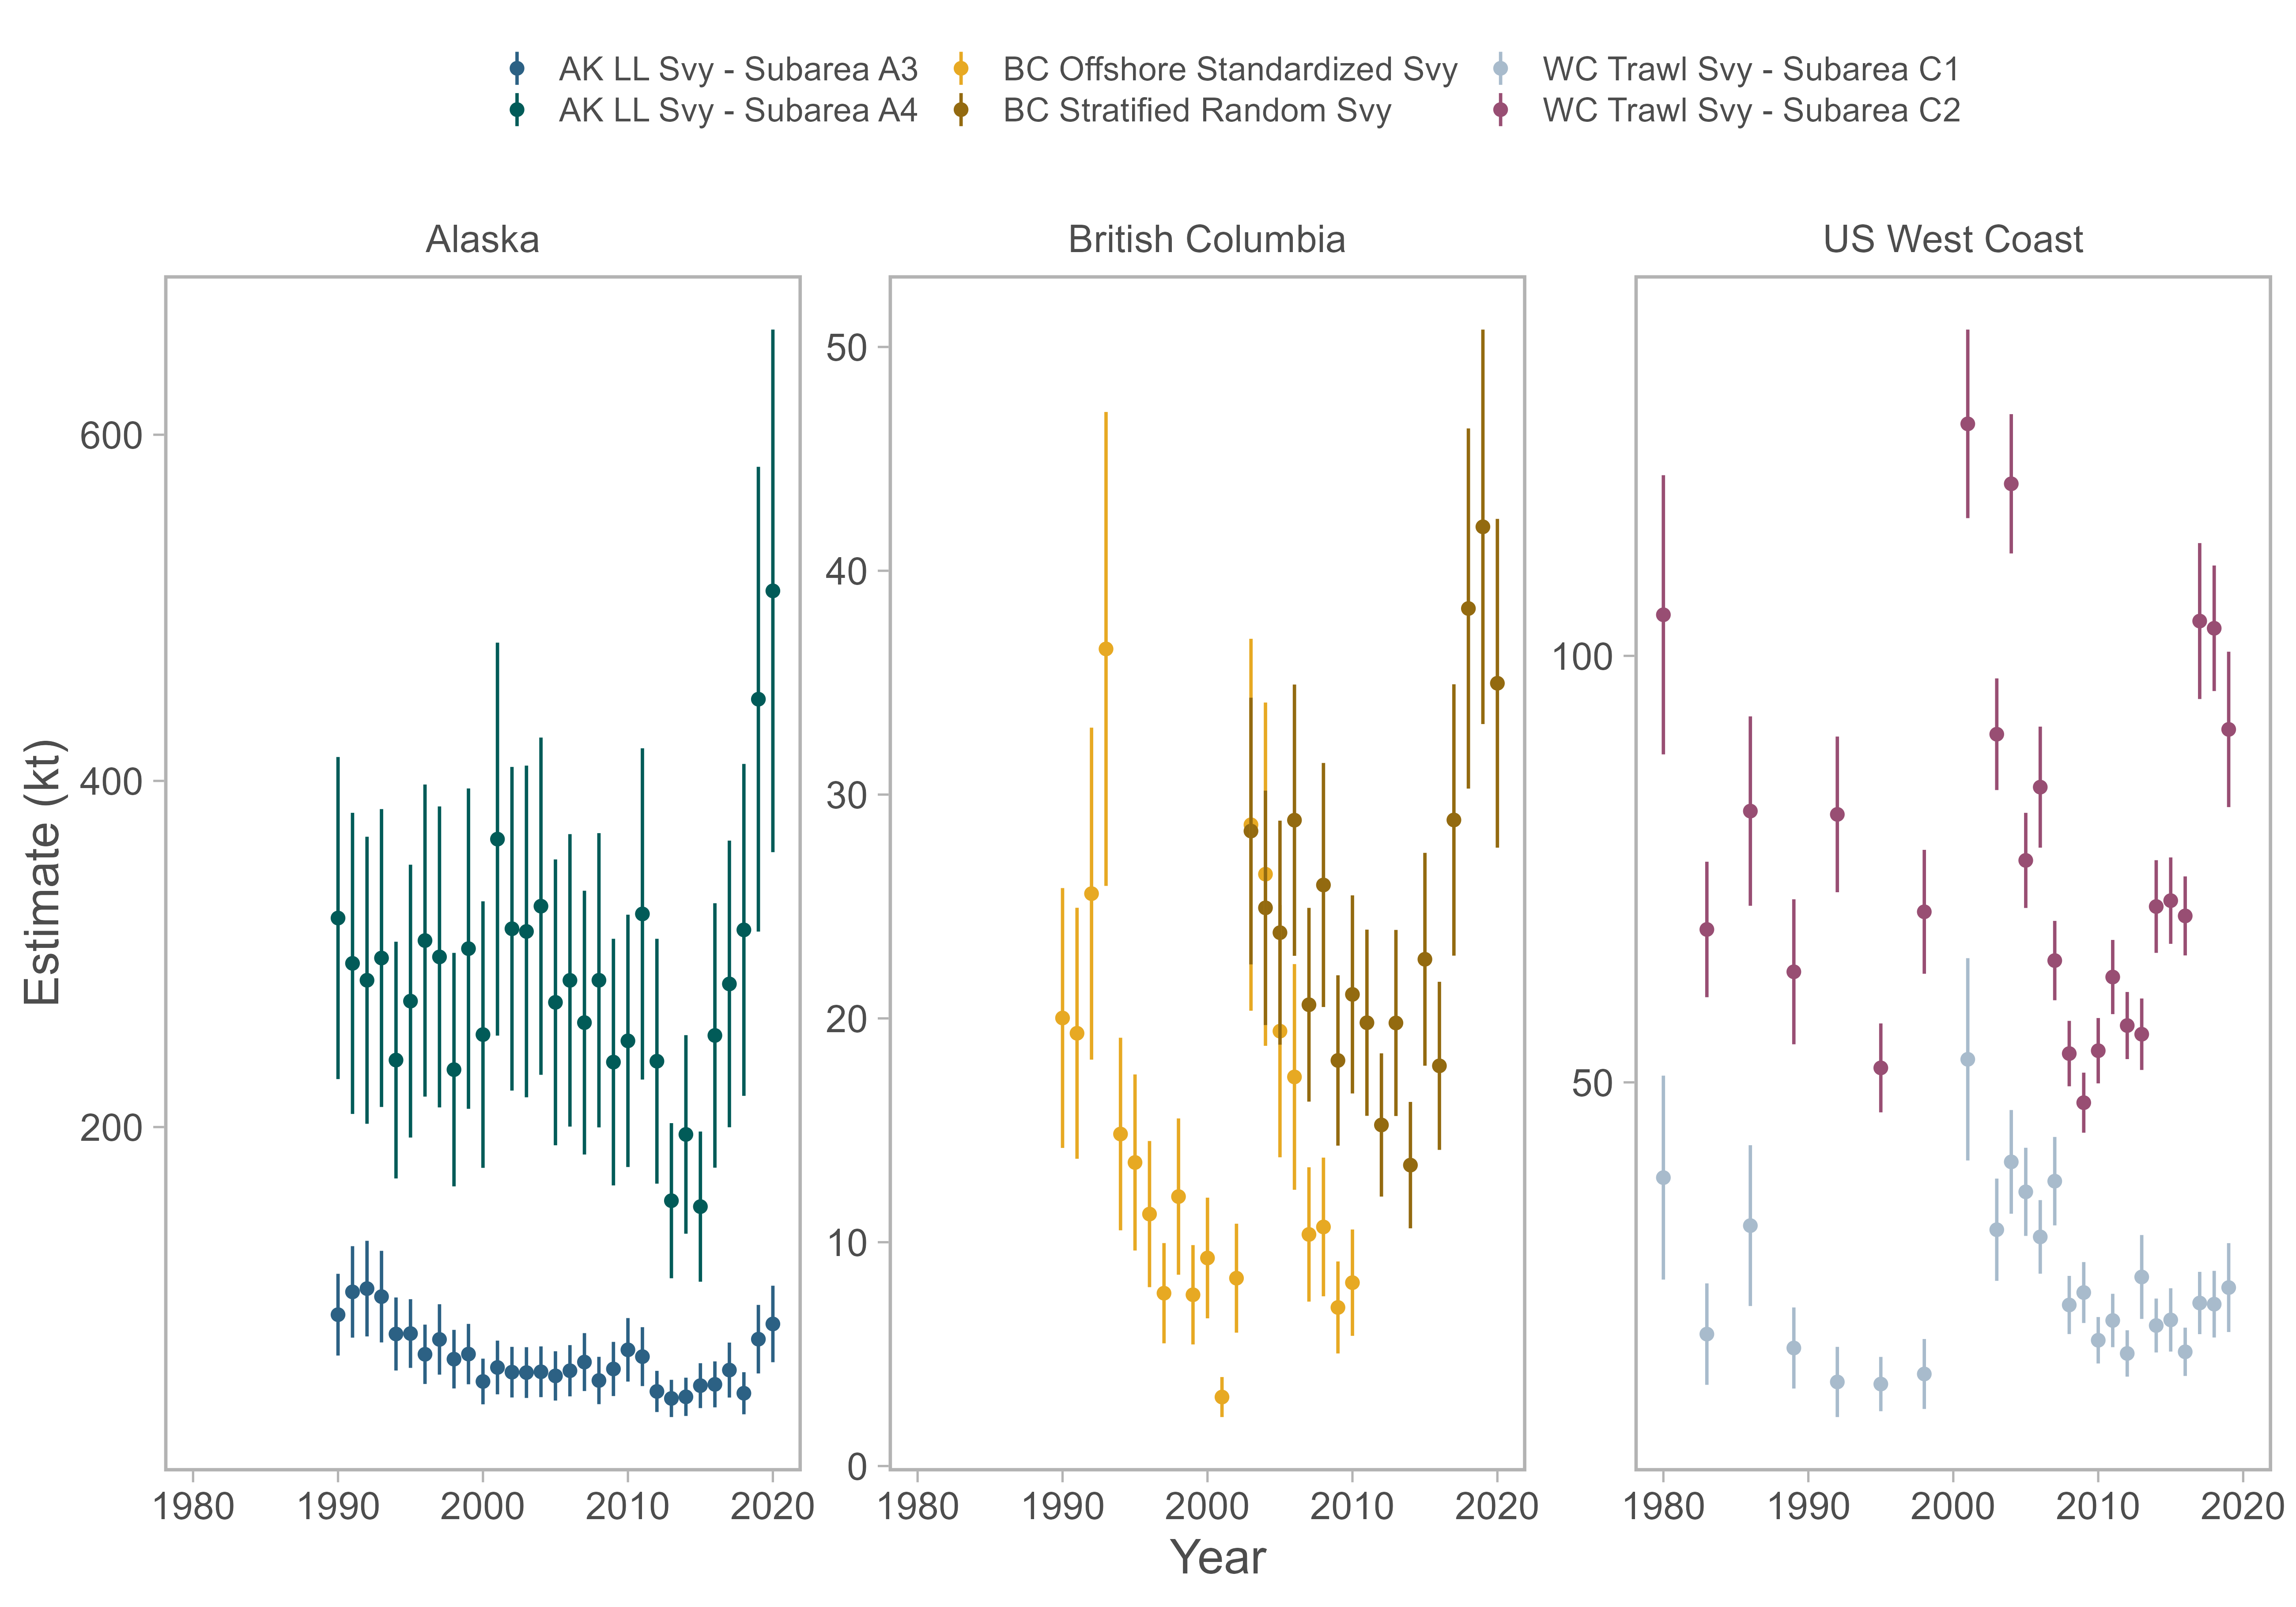 AK LL Svy - Subarea A3 BC Offshore Standardized Svy WC Trawl Svy - Subarea C1
AK LL Svy - Subarea A4 BC Stratified Random Svy WC Trawl Svy - Subarea C2
Alaska British Columbia US West Coast
Estimate (kt)
600
400
200
50
40
30
20
10
0
100
50
1980 1990 2000 2010 2020 1980 1990 2000 2010 2020 1980 1990 2000 2010 2020
Year